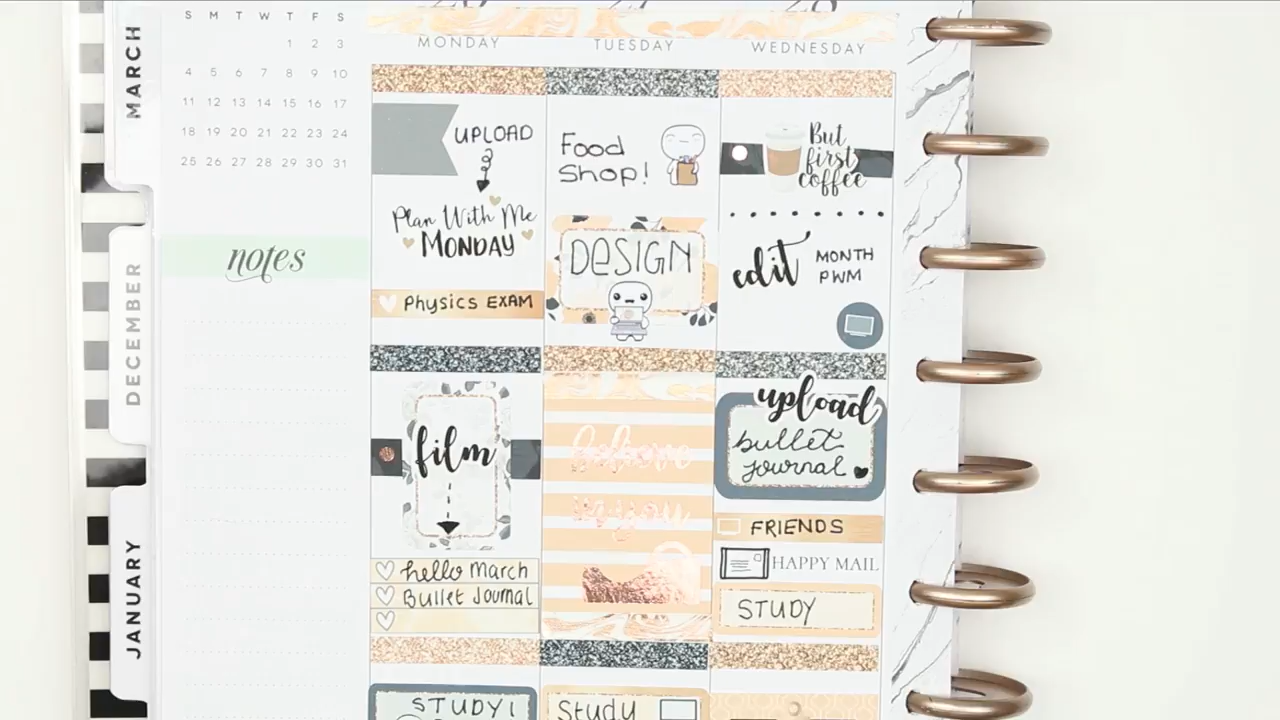 MARCH
DECEMBER
JANUARY
S M T W T F S
1 2 3
4 5 6 7 8 9 10
11 12 13 14 15 16 17
18 19 20 21 22 23 24
25 26 27 28 29 30 31
notes
MONDAY
UPLOAD
Plan With Me
MONDAY
Physics EXAM
film
hello March
Bullet Journal
STUDY!
TUESDAY
Food
Shop!
DESIGN
believe
in you
Study
WEDNESDAY
But
first
coffee
edit MONTH
PWM
upload
bullet
journal
FRIENDS
HAPPY MAIL
STUDY